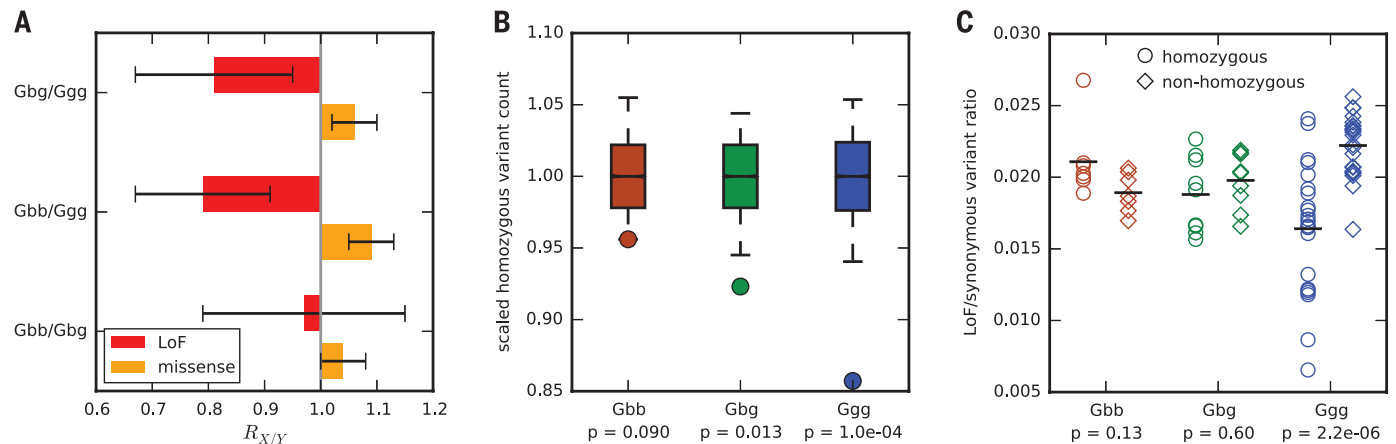 A
Gbg/Ggg
Gbb/Ggg
Gbb/Gbg
LoF
missense
0.6 0.7 0.8 0.9 1.0 1.1 1.2
R_{X/Y}
B
scaled homozygous variant count
1.10
1.05
1.00
0.95
0.90
0.85
Gbb Gbg Ggg
p = 0.090 p = 0.013 p = 1.0e-04
C
LoF/synonymous variant ratio
0.030
0.025
0.020
0.015
0.010
0.005
homozygous
non-homozygous
Gbb Gbg Ggg
p = 0.13 p = 0.60 p = 2.2e-06